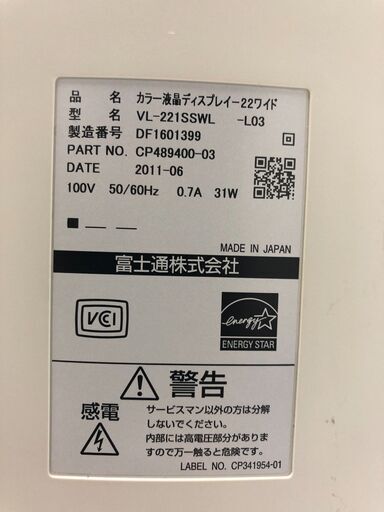 品 名 カラー液晶ディスプレイ-22ワイド
型 名 VL-221SSWL -L03
製造番号 DF1601399
PART NO. CP489400-03
DATE 2011-06
100V 50/60Hz 0.7A 31W
MADE IN JAPAN
富士通株式会社
VCI
energy
ENERGY STAR
警告
感電
サービスマン以外の方は分解
しないでください。
内部には高電圧部分がありま
すので万一触ると危険です。
LABEL NO. CP341954-01